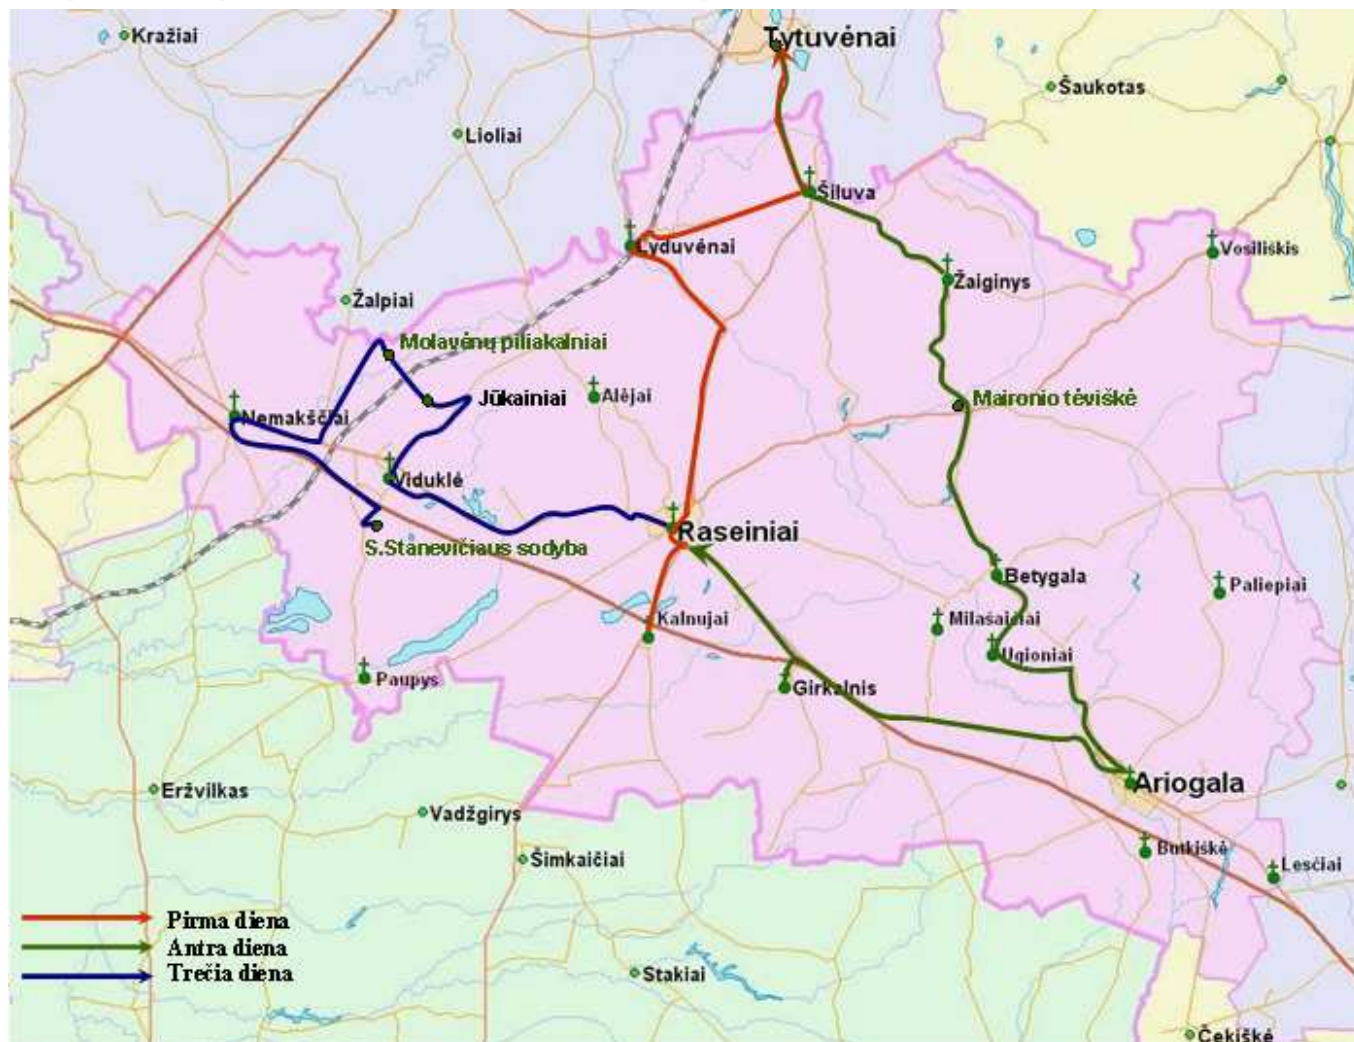 Kražiai
Tytuvėnai
Šaukotas
Lioliai
Šiluva
Lyduvėnai
Vosiliškis
Žaiginys
Žalpiai
Molavėnų piliakalniai
Jūkainiai
Alėjai
Maironio tėviškė
Nemakščiai
Viduklė
Raseiniai
S.Stanevičiaus sodyba
Betygala
Paliepiai
Kalnujai
Milašaičiai
Ugioniai
Paupys
Girkalnis
Ariogala
Eržvilkas
Vadžgirys
Butkiškė
Šimkaičiai
Lesčiai
Pirma diena
Antra diena
Trečia diena
Stakiai
Čekiškė